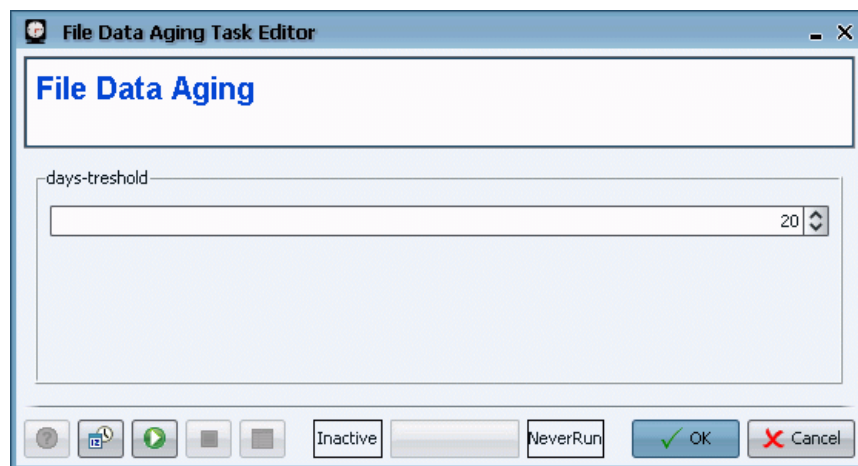 File Data Aging Task Editor
File Data Aging
days-treshold
20
Inactive NeverRun OK Cancel